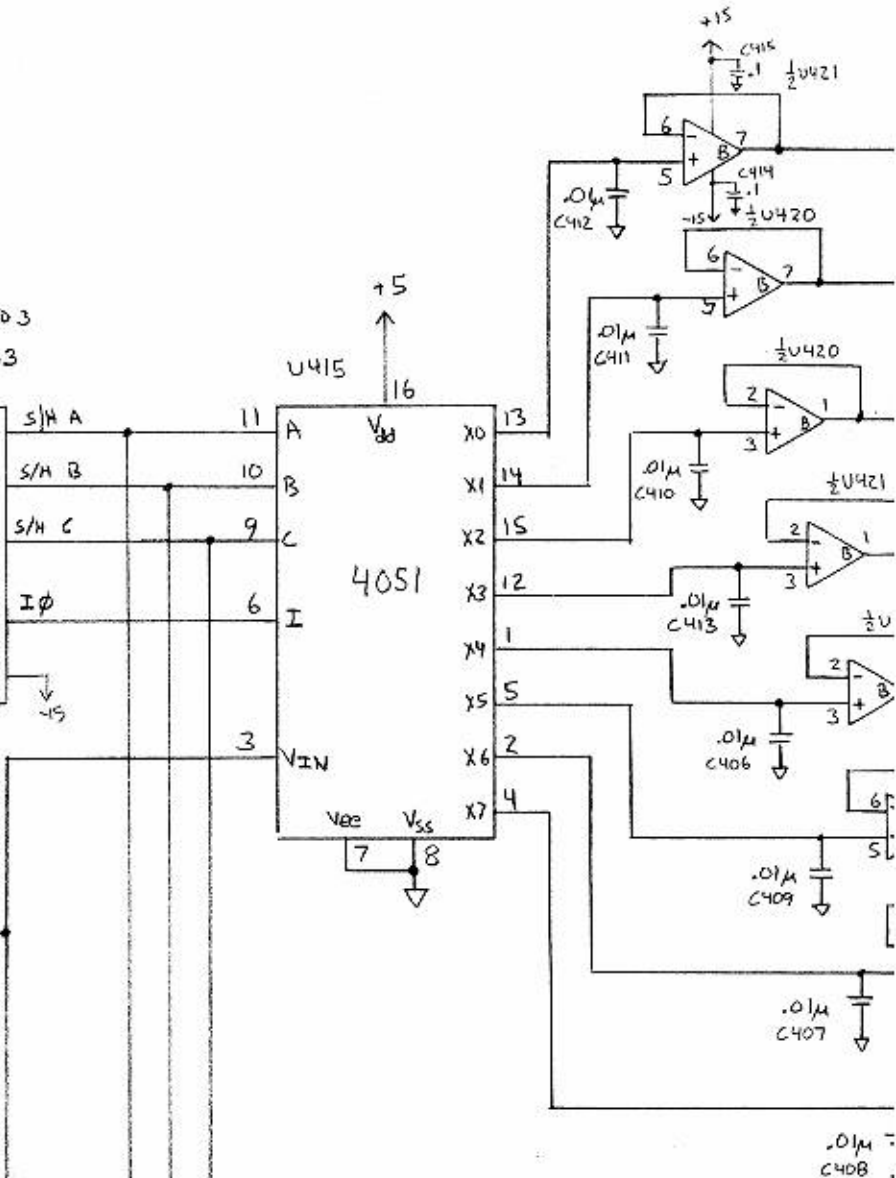 +15
C415
.1
½U421
6
-
7
+
B
5
C414
.1
-15
½U420
.01μ
C412
6
-
7
+
B
5
.01μ
C411
½U420
2
-
1
+
B
3
.01μ
C410
½U421
2
-
1
+
B
3
.01μ
C413
½U
2
-
B
+
3
.01μ
C406
6
5
.01μ
C409
.01μ
C407
.01μ
C408
+5
03
3
U415
16
S/H A
11
A
Vdd
X0
13
S/H B
10
B
X1
14
S/H C
9
C
X2
15
4051
X3
12
IØ
6
I
X4
1
-15
X5
5
3
VIN
X6
2
X7
4
Vee
Vss
7
8